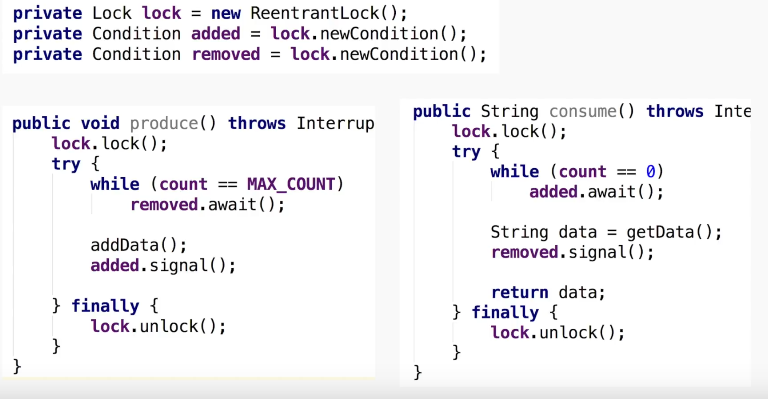 private Lock lock = new ReentrantLock();
private Condition added = lock.newCondition();
private Condition removed = lock.newCondition();
public void produce() throws Interrup
lock.lock();
try {
while (count == MAX_COUNT)
removed.await();
addData();
added.signal();
} finally {
lock.unlock();
}
}
public String consume() throws Inte
lock.lock();
try {
while (count == 0)
added.await();
String data = getData();
removed.signal();
return data;
} finally {
lock.unlock();
}
}